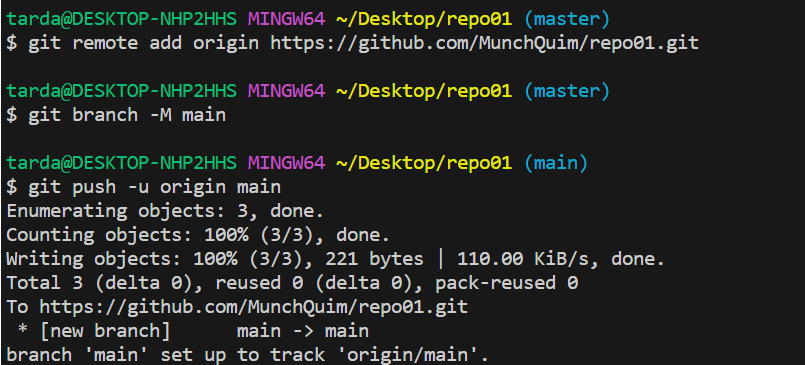 tarda@DESKTOP-NHP2HHS MINGW64 ~/Desktop/repo01 (master)
$ git remote add origin https://github.com/MunchQuim/repo01.git
tarda@DESKTOP-NHP2HHS MINGW64 ~/Desktop/repo01 (master)
$ git branch -M main
tarda@DESKTOP-NHP2HHS MINGW64 ~/Desktop/repo01 (main)
$ git push -u origin main
Enumerating objects: 3, done.
Counting objects: 100% (3/3), done.
Writing objects: 100% (3/3), 221 bytes | 110.00 KiB/s, done.
Total 3 (delta 0), reused 0 (delta 0), pack-reused 0
To https://github.com/MunchQuim/repo01.git
 * [new branch]      main -> main
branch 'main' set up to track 'origin/main'.